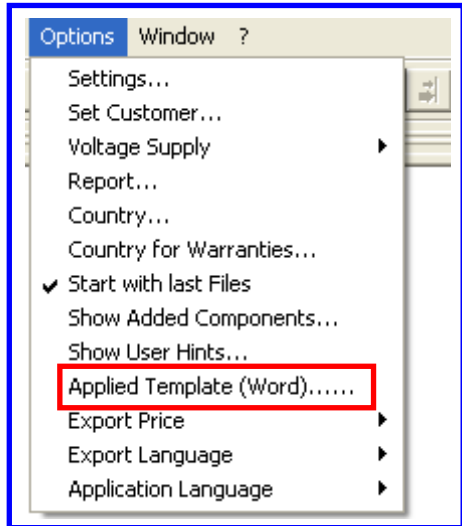 Options Window ?
Settings...
Set Customer...
Voltage Supply
Report...
Country...
Country for Warranties...
Start with last Files
Show Added Components...
Show User Hints...
Applied Template (Word)......
Export Price
Export Language
Application Language